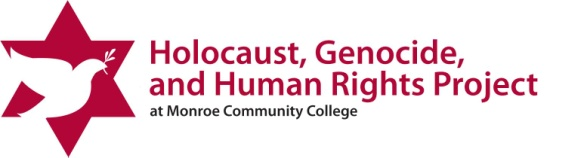 Holocaust, Genocide,
and Human Rights Project
at Monroe Community College